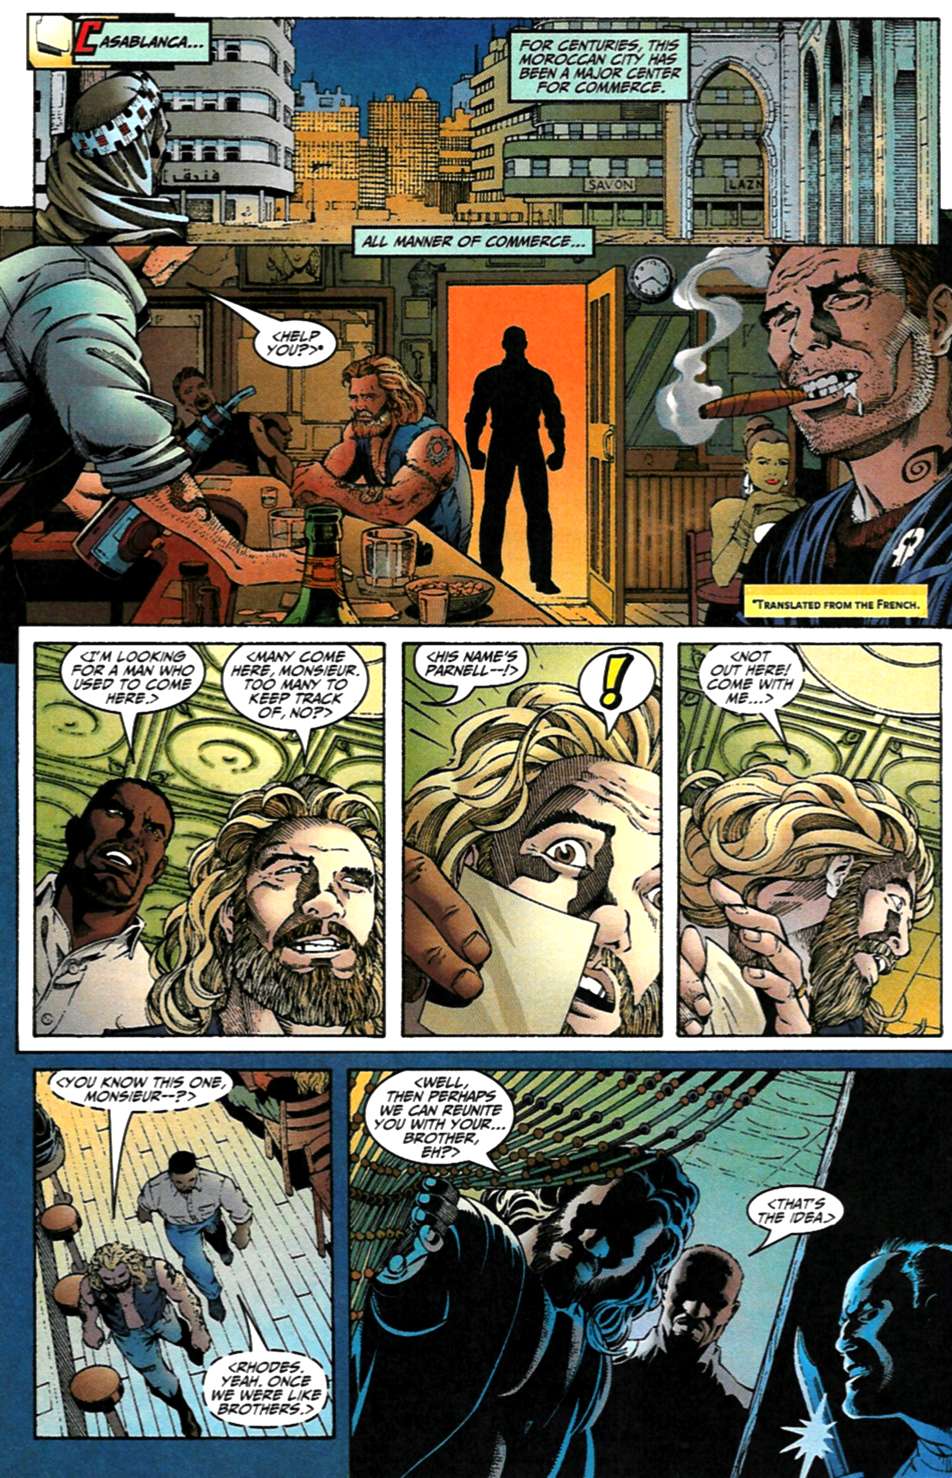 CASABLANCA...
FOR CENTURIES, THIS
MOROCCAN CITY HAS
BEEN A MAJOR CENTER
FOR COMMERCE.
فندق
SAVON
LAZN
ALL MANNER OF COMMERCE...
<HELP
YOU?>*
*TRANSLATED FROM THE FRENCH.
<I'M LOOKING
FOR A MAN WHO
USED TO COME
HERE.>
<MANY COME
HERE, MONSIEUR.
TOO MANY TO
KEEP TRACK
OF, NO?>
<HIS NAME'S
PARNELL--!>
!
<NOT
OUT HERE!
COME WITH
ME...>
<YOU KNOW THIS ONE,
MONSIEUR--?>
<RHODES.
YEAH. ONCE
WE WERE LIKE
BROTHERS.>
<WELL,
THEN PERHAPS
WE CAN REUNITE
YOU WITH YOUR...
BROTHER,
EH?>
<THAT'S
THE IDEA>